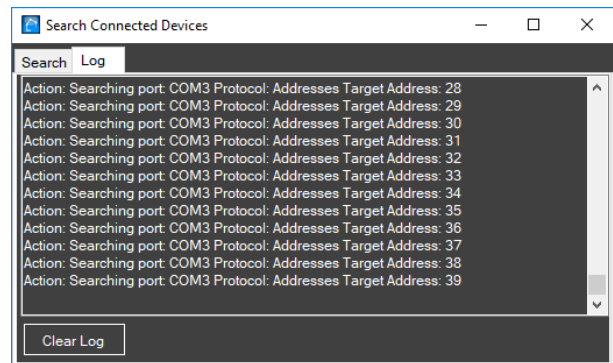 Search Connected Devices
Search Log
Action: Searching port: COM3 Protocol: Addresses Target Address: 28
Action: Searching port: COM3 Protocol: Addresses Target Address: 29
Action: Searching port: COM3 Protocol: Addresses Target Address: 30
Action: Searching port: COM3 Protocol: Addresses Target Address: 31
Action: Searching port: COM3 Protocol: Addresses Target Address: 32
Action: Searching port: COM3 Protocol: Addresses Target Address: 33
Action: Searching port: COM3 Protocol: Addresses Target Address: 34
Action: Searching port: COM3 Protocol: Addresses Target Address: 35
Action: Searching port: COM3 Protocol: Addresses Target Address: 36
Action: Searching port: COM3 Protocol: Addresses Target Address: 37
Action: Searching port: COM3 Protocol: Addresses Target Address: 38
Action: Searching port: COM3 Protocol: Addresses Target Address: 39
Clear Log